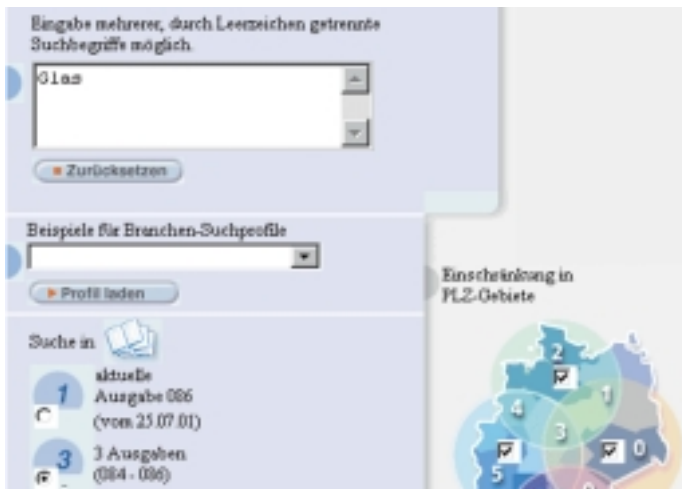 Eingabe mehrerer, durch Leerzeichen getrennte
Suchbegriffe möglich.
Glas
Zurücksetzen
Beispiele für Branchen-Suchprofile
Profil laden
Einschränkung in
PLZ-Gebiete
Suche in
1
aktuelle
Ausgabe 086
(vom 25.07.01)
3
3 Ausgaben
(084 - 086)
2
1
4
3
0
5